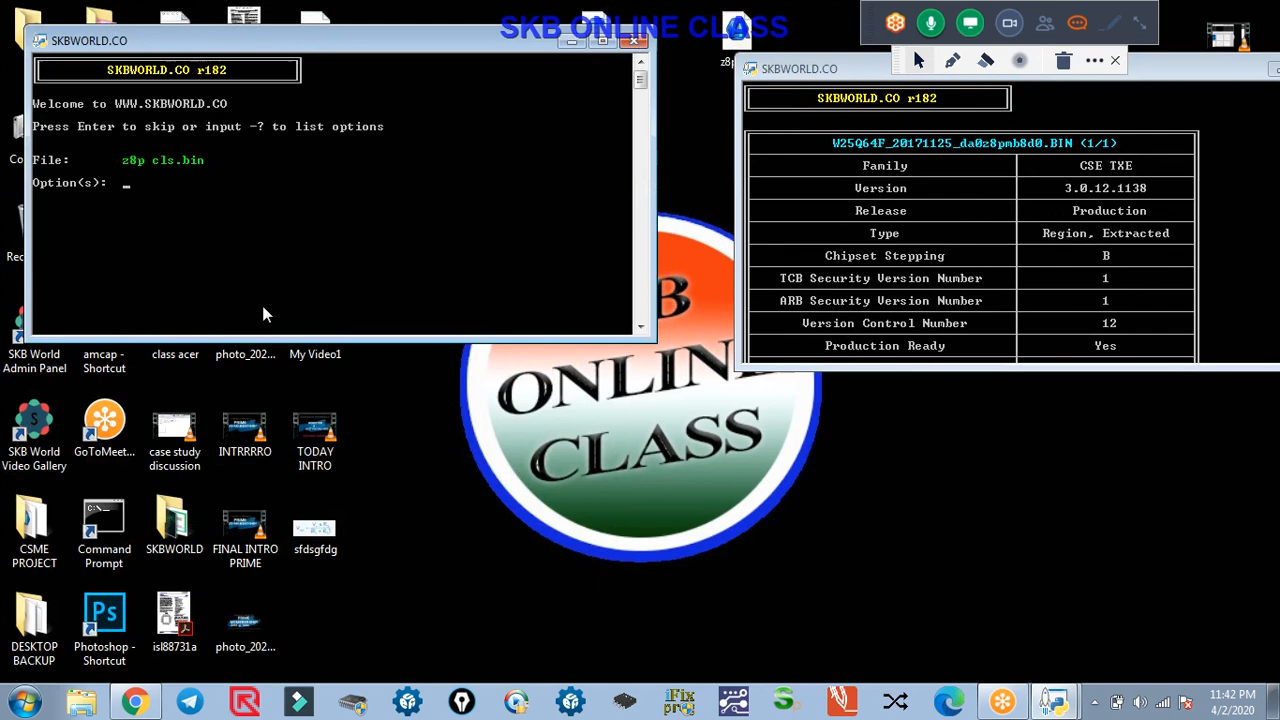 SKB ONLINE CLASS
SKBWORLD.CO
SKBWORLD.CO r182
Welcome to WWW.SKBWORLD.CO
Press Enter to skip or input -? to list options
File: z8p cls.bin
Option(s): _
SKBWORLD.CO
SKBWORLD.CO r182
W25Q64F_20171125_da0z8pmb8d0.BIN (1/1)
Family CSE TXE
Version 3.0.12.1138
Release Production
Type Region, Extracted
Chipset Stepping B
TCB Security Version Number 1
ARB Security Version Number 1
Version Control Number 12
Production Ready Yes
ONLINE
CLASS
SKB World
Admin Panel
amcap -
Shortcut
class acer
photo_202...
My Video1
SKB World
Video Gallery
GoToMeet...
case study
discussion
INTRRRRO
TODAY
INTRO
CSME
PROJECT
Command
Prompt
SKBWORLD
FINAL INTRO
PRIME
sfdsgfdg
DESKTOP
BACKUP
Photoshop -
Shortcut
isl88731a
photo_202...
iFix
prog
11:42 PM
4/2/2020